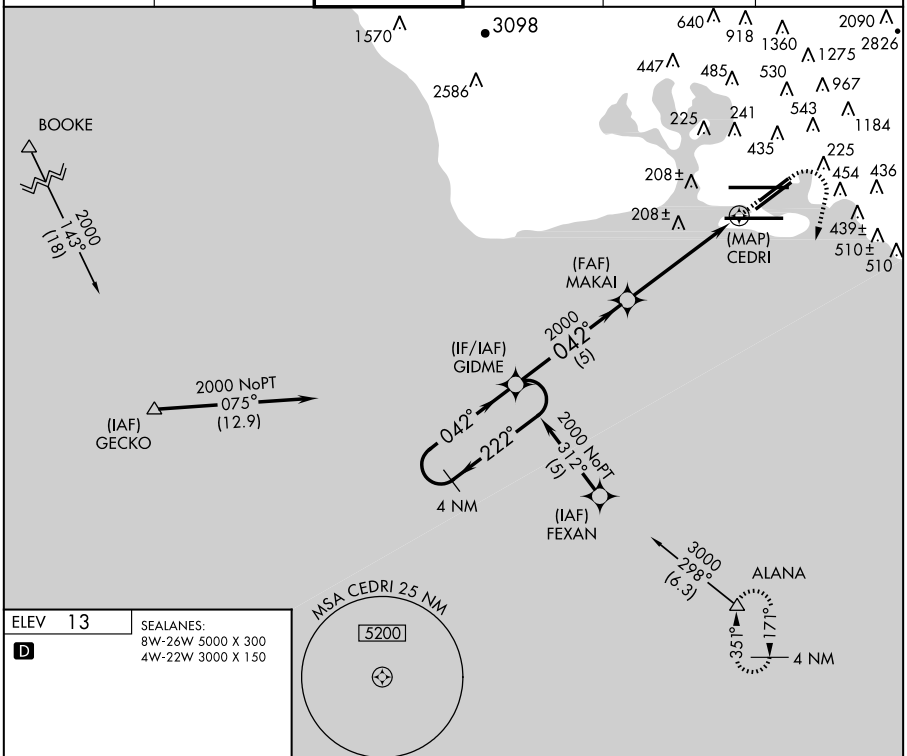 1570
3098
640
918
1360
2090
2826
2586
447
485
530
1275
967
225
241
435
543
1184
208±
225
454
436
208±
439±
510±
510
BOOKE
2000
143°
(18)
(MAP)
CEDRI
(FAF)
MAKAI
2000
042°
(5)
(IF/IAF)
GIDME
2000 NoPT
075°
(12.9)
(IAF)
GECKO
042°
222°
4 NM
2000 NoPT
312°
(5)
(IAF)
FEXAN
3000
298°
(6.3)
ALANA
351°
171°
4 NM
MSA CEDRI 25 NM
5200
ELEV 13
D
SEALANES:
8W-26W 5000 X 300
4W-22W 3000 X 150